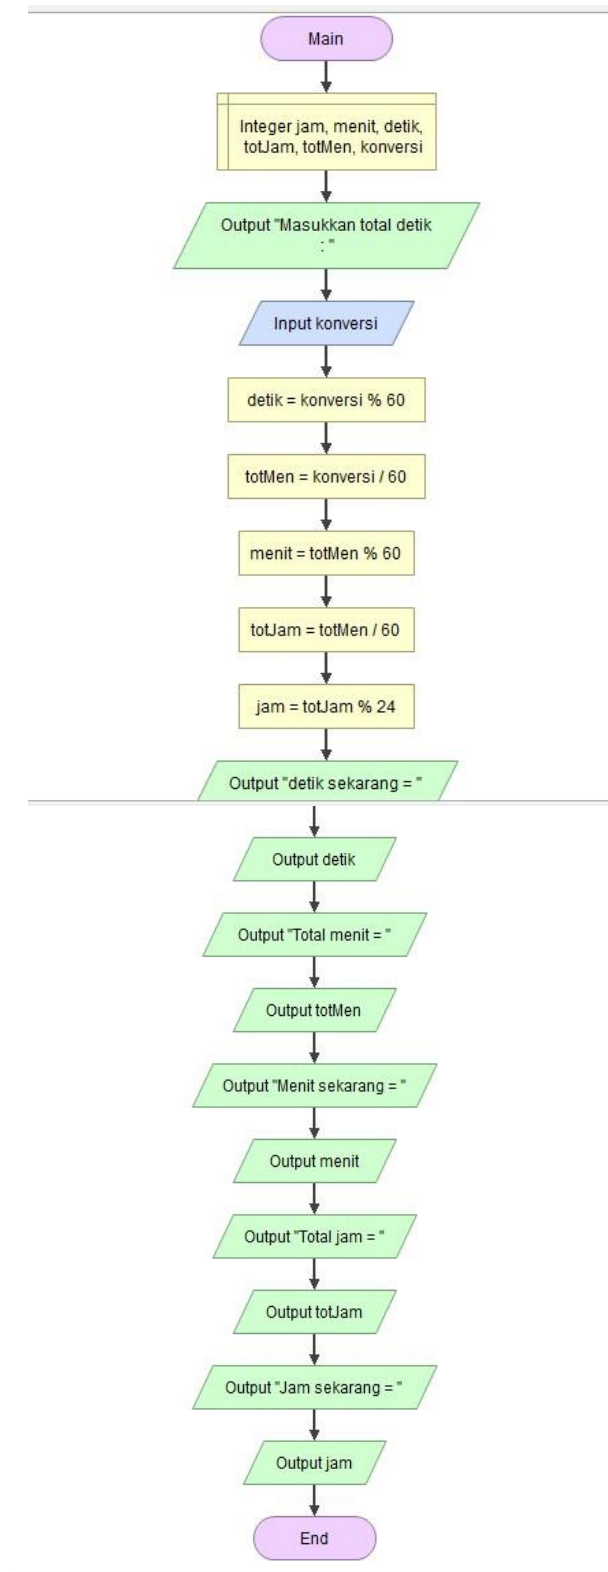 Main
Integer jam, menit, detik,
totJam, totMen, konversi
Output "Masukkan total detik
: "
Input konversi
detik = konversi % 60
totMen = konversi / 60
menit = totMen % 60
totJam = totMen / 60
jam = totJam % 24
Output "detik sekarang = "
Output detik
Output "Total menit = "
Output totMen
Output "Menit sekarang = "
Output menit
Output "Total jam = "
Output totJam
Output "Jam sekarang = "
Output jam
End